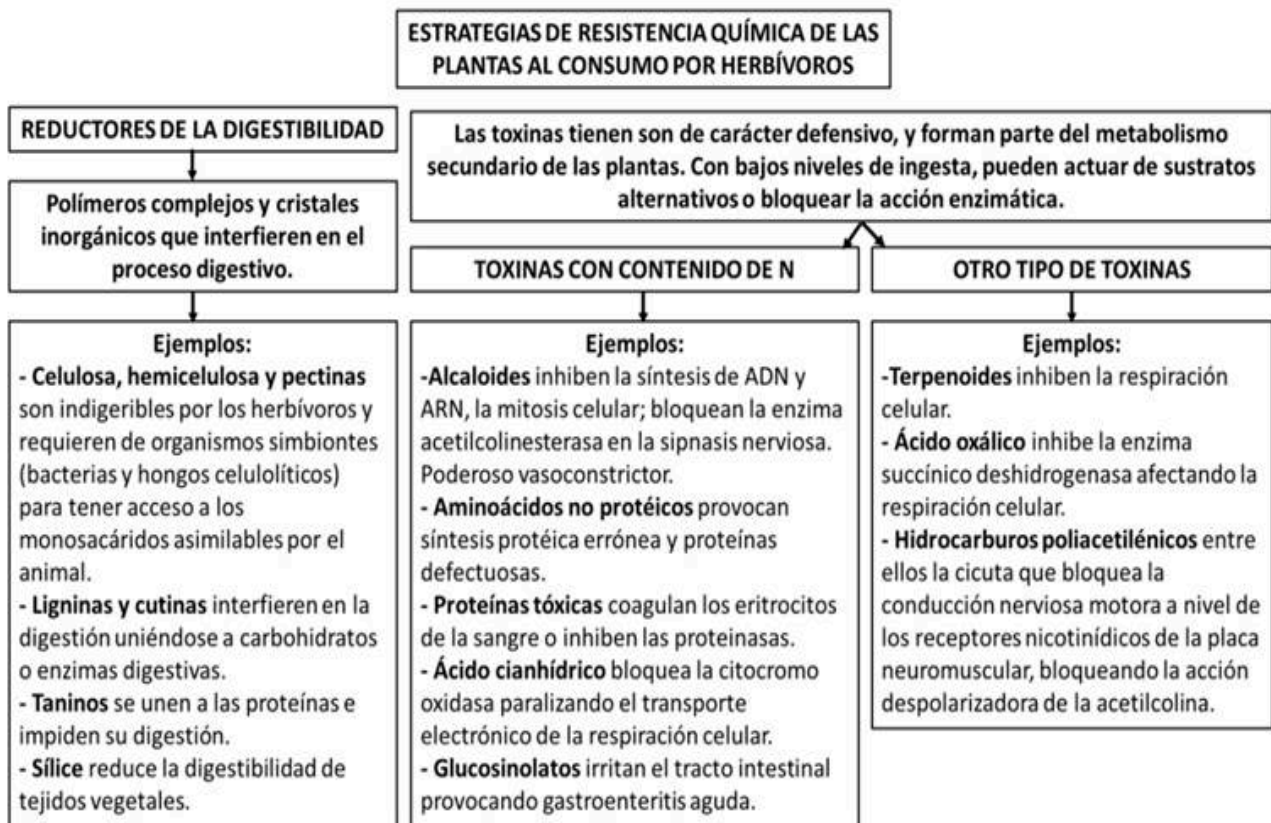 ESTRATEGIAS DE RESISTENCIA QUÍMICA DE LAS
PLANTAS AL CONSUMO POR HERBÍVOROS
REDUCTORES DE LA DIGESTIBILIDAD
Polímeros complejos y cristales
inorgánicos que interfieren en el
proceso digestivo.
Ejemplos:
- Celulosa, hemicelulosa y pectinas
son indigeribles por los herbívoros y
requieren de organismos simbiontes
(bacterias y hongos celulolíticos)
para tener acceso a los
monosacáridos asimilables por el
animal.
- Ligninas y cutinas interfieren en la
digestión uniéndose a carbohidratos
o enzimas digestivas.
- Taninos se unen a las proteínas e
impiden su digestión.
- Sílice reduce la digestibilidad de
tejidos vegetales.
Las toxinas tienen son de carácter defensivo, y forman parte del metabolismo
secundario de las plantas. Con bajos niveles de ingesta, pueden actuar de sustratos
alternativos o bloquear la acción enzimática.
TOXINAS CON CONTENIDO DE N
Ejemplos:
-Alcaloides inhiben la síntesis de ADN y
ARN, la mitosis celular; bloquean la enzima
acetilcolinesterasa en la sipnasis nerviosa.
Poderoso vasoconstrictor.
- Aminoácidos no protéicos provocan
síntesis protéica errónea y proteínas
defectuosas.
- Proteínas tóxicas coagulan los eritrocitos
de la sangre o inhiben las proteinasas.
- Ácido cianhídrico bloquea la citocromo
oxidasa paralizando el transporte
electrónico de la respiración celular.
- Glucosinolatos irritan el tracto intestinal
provocando gastroenteritis aguda.
OTRO TIPO DE TOXINAS
Ejemplos:
-Terpenoides inhiben la respiración
celular.
- Ácido oxálico inhibe la enzima
succínico deshidrogenasa afectando la
respiración celular.
- Hidrocarburos poliacetilénicos entre
ellos la cicuta que bloquea la
conducción nerviosa motora a nivel de
los receptores nicotinídicos de la placa
neuromuscular, bloqueando la acción
despolarizadora de la acetilcolina.